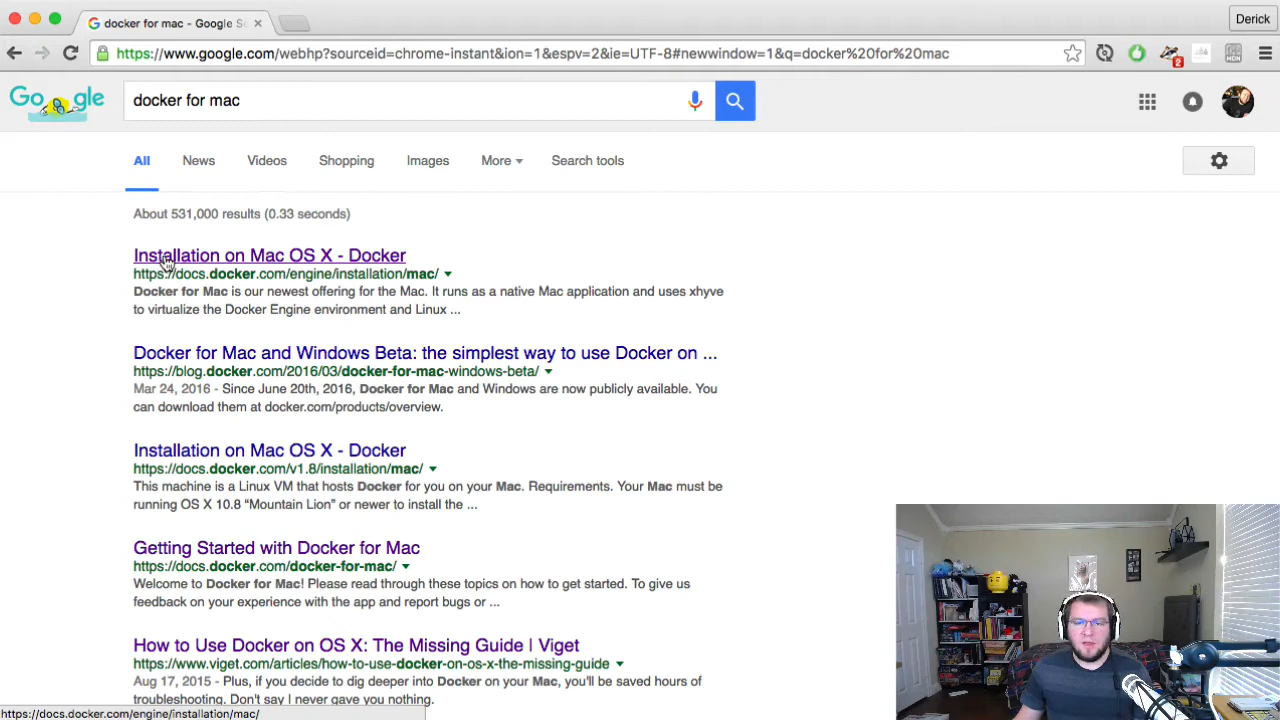 docker for mac - Google Se
Derick
https://www.google.com/webhp?sourceid=chrome-instant&ion=1&espv=2&ie=UTF-8#newwindow=1&q=docker%20for%20mac
2
Google
docker for mac
All
News
Videos
Shopping
Images
More
Search tools
About 531,000 results (0.33 seconds)
Installation on Mac OS X - Docker
https://docs.docker.com/engine/installation/mac/
Docker for Mac is our newest offering for the Mac. It runs as a native Mac application and uses xhyve
to virtualize the Docker Engine environment and Linux ...
Docker for Mac and Windows Beta: the simplest way to use Docker on ...
https://blog.docker.com/2016/03/docker-for-mac-windows-beta/
Mar 24, 2016 - Since June 20th, 2016, Docker for Mac and Windows are now publicly available. You
can download them at docker.com/products/overview.
Installation on Mac OS X - Docker
https://docs.docker.com/v1.8/installation/mac/
This machine is a Linux VM that hosts Docker for you on your Mac. Requirements. Your Mac must be
running OS X 10.8 “Mountain Lion” or newer to install the ...
Getting Started with Docker for Mac
https://docs.docker.com/docker-for-mac/
Welcome to Docker for Mac! Please read through these topics on how to get started. To give us
feedback on your experience with the app and report bugs or ...
How to Use Docker on OS X: The Missing Guide | Viget
https://www.viget.com/articles/how-to-use-docker-on-os-x-the-missing-guide
Aug 17, 2015 - Plus, if you decide to dig deeper into Docker on your Mac, you'll be saved hours of
troubleshooting. Don't say I never gave you nothing.
https://docs.docker.com/engine/installation/mac/